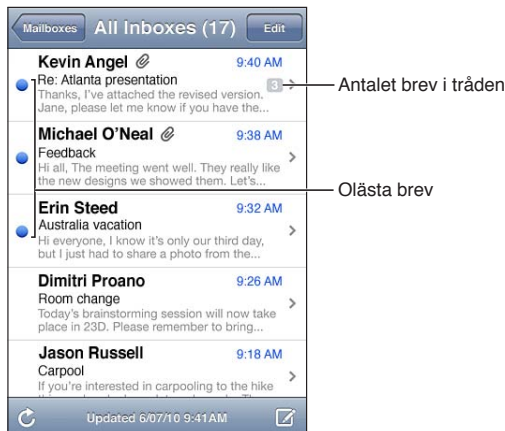 Mailboxes All Inboxes (17) Edit
Kevin Angel 9:40 AM
Re: Atlanta presentation
Thanks, I've attached the revised version. 3
Jane, please let me know if you have the...
Antalet brev i tråden
Michael O'Neal 9:38 AM
Feedback
Hi all, The meeting went well. They really like
the new designs we showed them. Let's...
Olästa brev
Erin Steed 9:32 AM
Australia vacation
Hi everyone, I know it's only our third day,
but I just had to share a photo from the...
Dimitri Proano 9:26 AM
Room change
Today's brainstorming session will now take
place in 23D. Please remember to bring...
Jason Russell 9:18 AM
Carpool
If you're interested in carpooling to the hike
Updated 6/07/10 9:41AM